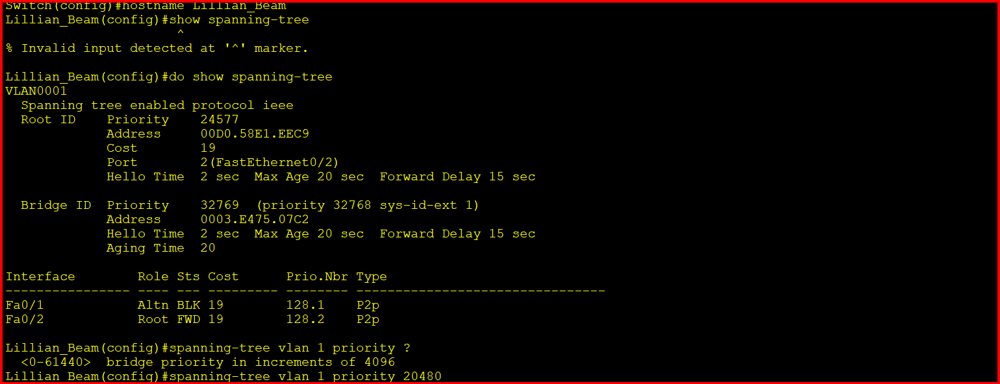 Switch(config)#hostname Lillian_Beam
Lillian_Beam(config)#show spanning-tree
^
% Invalid input detected at '^' marker.
Lillian_Beam(config)#do show spanning-tree
VLAN0001
Spanning tree enabled protocol ieee
Root ID Priority 24577
Address 00D0.58E1.EEC9
Cost 19
Port 2(FastEthernet0/2)
Hello Time 2 sec Max Age 20 sec Forward Delay 15 sec
Bridge ID Priority 32769 (priority 32768 sys-id-ext 1)
Address 0003.E475.07C2
Hello Time 2 sec Max Age 20 sec Forward Delay 15 sec
Aging Time 20
Interface Role Sts Cost Prio.Nbr Type
---------------- ---- --- --------- -------- --------------------------------
Fa0/1 Altn BLK 19 128.1 P2p
Fa0/2 Root FWD 19 128.2 P2p
Lillian_Beam(config)#spanning-tree vlan 1 priority ?
<0-61440> bridge priority in increments of 4096
Lillian_Beam(config)#spanning-tree vlan 1 priority 20480